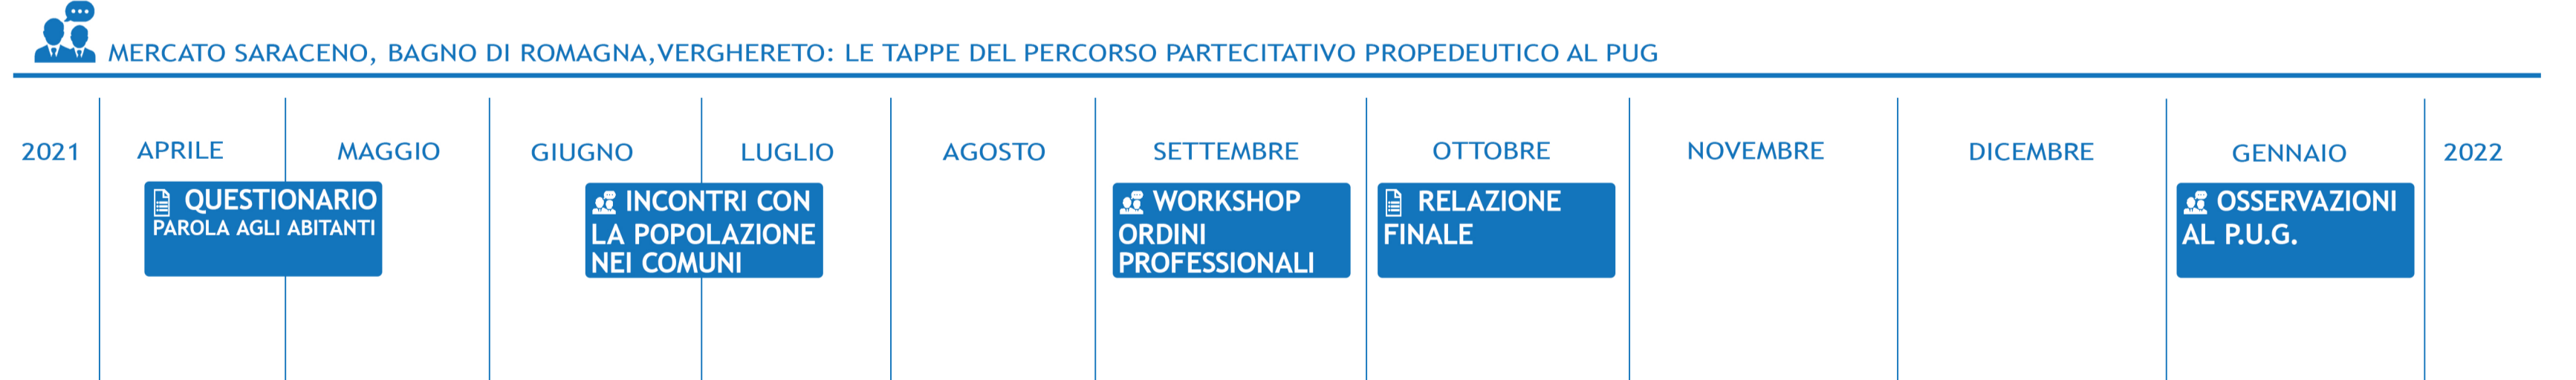 MERCATO SARACENO, BAGNO DI ROMAGNA, VERGHERETO: LE TAPPE DEL PERCORSO PARTECITATIVO PROPEDEUTICO AL PUG
2021 APRILE MAGGIO GIUGNO LUGLIO AGOSTO SETTEMBRE OTTOBRE NOVEMBRE DICEMBRE GENNAIO 2022
QUESTIONARIO
PAROLA AGLI ABITANTI
INCONTRI CON
LA POPOLAZIONE
NEI COMUNI
WORKSHOP
ORDINI
PROFESSIONALI
RELAZIONE
FINALE
OSSERVAZIONI
AL P.U.G.